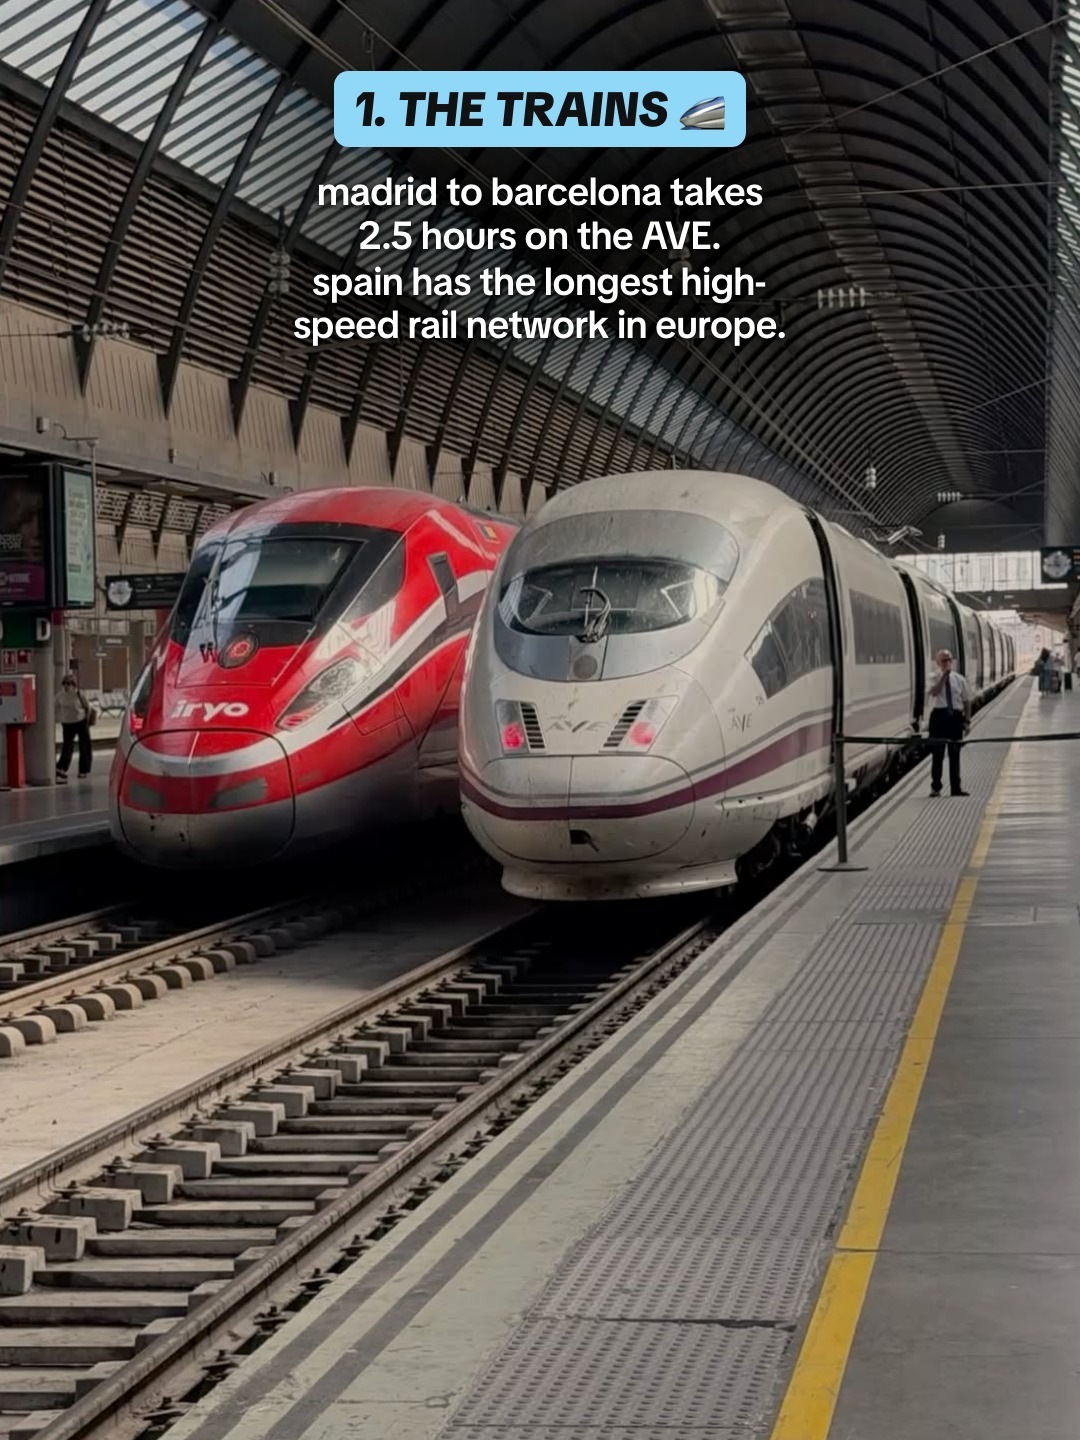 1. THE TRAINS 🚄
madrid to barcelona takes
2.5 hours on the AVE.
spain has the longest high-
speed rail network in europe.
iryo
AVE
AVE
D